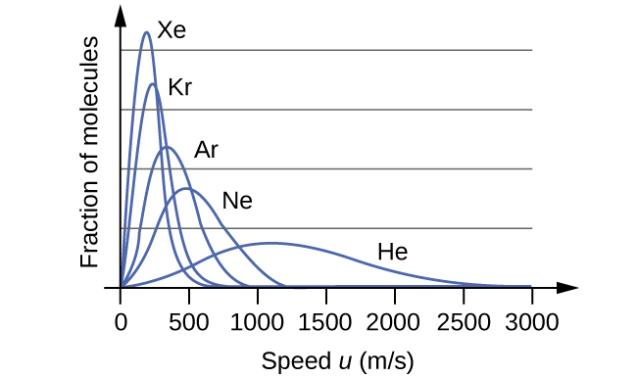 Xe
Kr
Ar
Ne
He
Fraction of molecules
0 500 1000 1500 2000 2500 3000
Speed u (m/s)